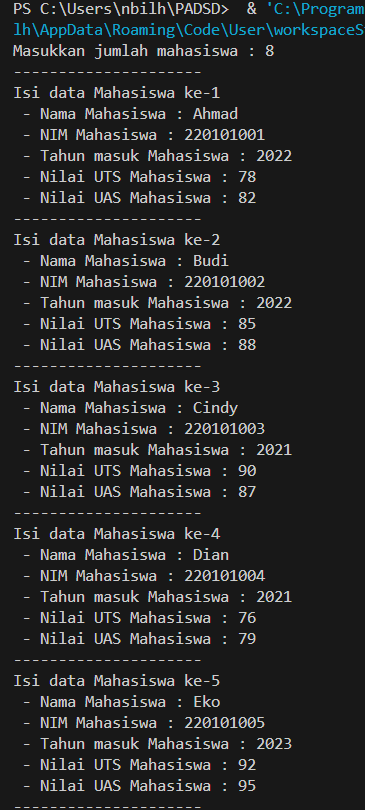 PS C:\Users\nbilh\PADSD>  & 'C:\Program
lh\AppData\Roaming\Code\User\workspaceS
Masukkan jumlah mahasiswa : 8
---------------------
Isi data Mahasiswa ke-1
 - Nama Mahasiswa : Ahmad
 - NIM Mahasiswa : 220101001
 - Tahun masuk Mahasiswa : 2022
 - Nilai UTS Mahasiswa : 78
 - Nilai UAS Mahasiswa : 82
---------------------
Isi data Mahasiswa ke-2
 - Nama Mahasiswa : Budi
 - NIM Mahasiswa : 220101002
 - Tahun masuk Mahasiswa : 2022
 - Nilai UTS Mahasiswa : 85
 - Nilai UAS Mahasiswa : 88
---------------------
Isi data Mahasiswa ke-3
 - Nama Mahasiswa : Cindy
 - NIM Mahasiswa : 220101003
 - Tahun masuk Mahasiswa : 2021
 - Nilai UTS Mahasiswa : 90
 - Nilai UAS Mahasiswa : 87
---------------------
Isi data Mahasiswa ke-4
 - Nama Mahasiswa : Dian
 - NIM Mahasiswa : 220101004
 - Tahun masuk Mahasiswa : 2021
 - Nilai UTS Mahasiswa : 76
 - Nilai UAS Mahasiswa : 79
---------------------
Isi data Mahasiswa ke-5
 - Nama Mahasiswa : Eko
 - NIM Mahasiswa : 220101005
 - Tahun masuk Mahasiswa : 2023
 - Nilai UTS Mahasiswa : 92
 - Nilai UAS Mahasiswa : 95
---------------------